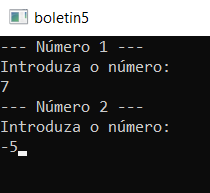 boletin5
--- Número 1 ---
Introduza o número:
7
--- Número 2 ---
Introduza o número:
-5